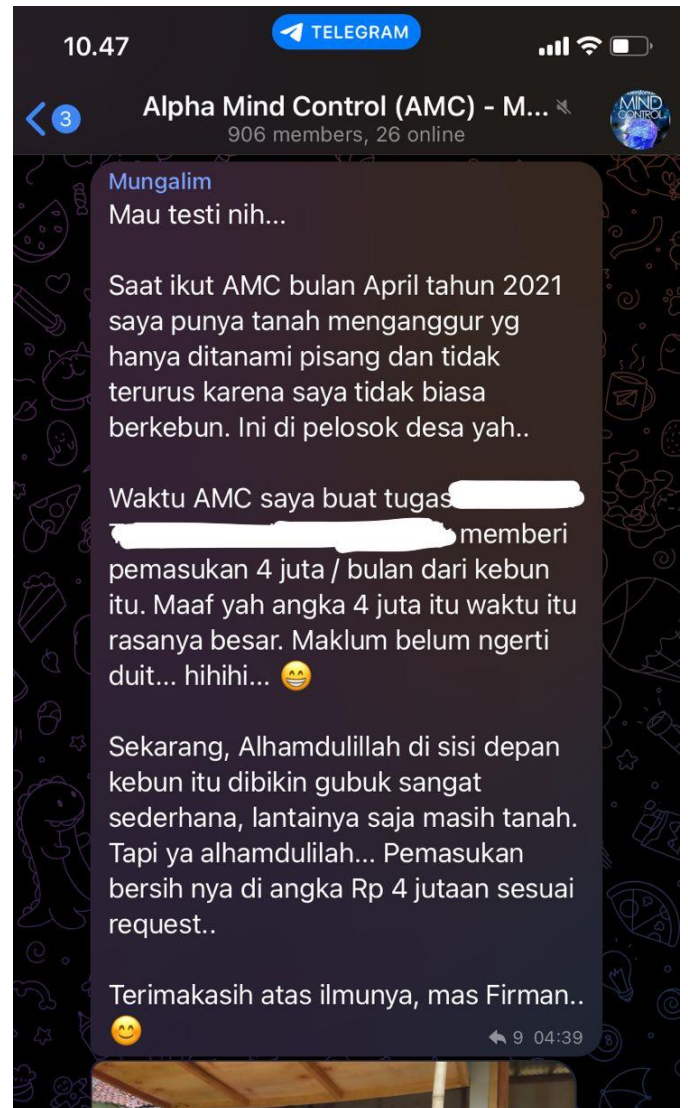 10.47
TELEGRAM
3
Alpha Mind Control (AMC) - M...
906 members, 26 online
MIND
CONTROL
Mungalim
Mau testi nih...
Saat ikut AMC bulan April tahun 2021
saya punya tanah menganggur yg
hanya ditanami pisang dan tidak
terurus karena saya tidak biasa
berkebun. Ini di pelosok desa yah..
Waktu AMC saya buat tugas
memberi
pemasukan 4 juta / bulan dari kebun
itu. Maaf yah angka 4 juta itu waktu itu
rasanya besar. Maklum belum ngerti
duit... hihihi... 😁
Sekarang, Alhamdulillah di sisi depan
kebun itu dibikin gubuk sangat
sederhana, lantainya saja masih tanah.
Tapi ya alhamdulilah... Pemasukan
bersih nya di angka Rp 4 jutaan sesuai
request..
Terimakasih atas ilmunya, mas Firman..
😊
9 04:39